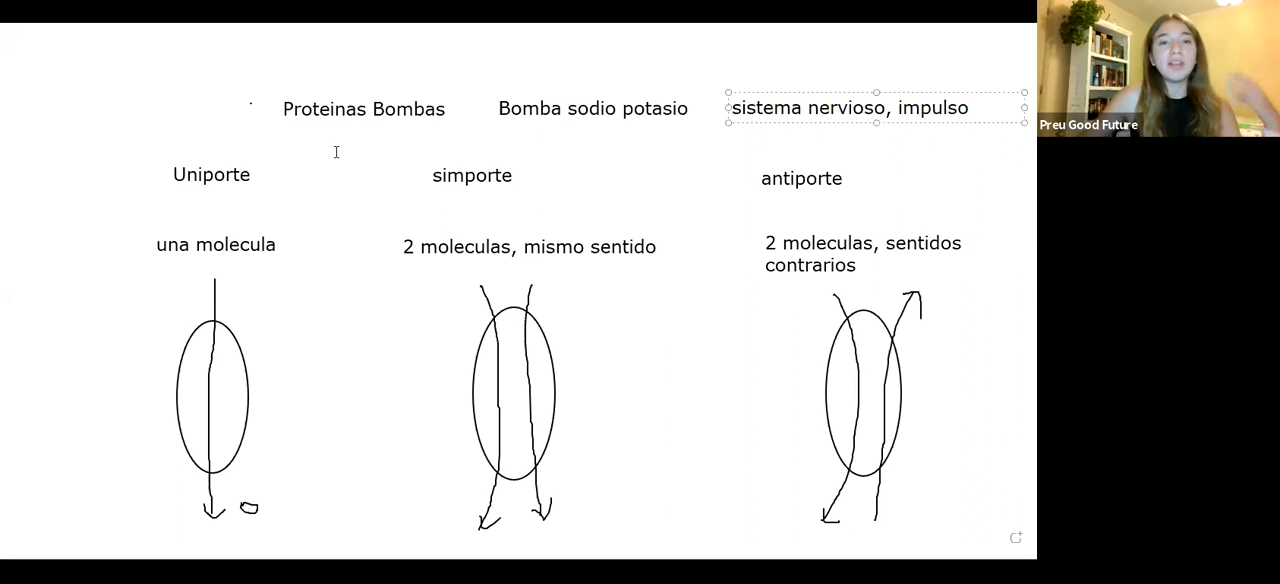 Proteinas Bombas
Bomba sodio potasio
sistema nervioso, impulso
Preu Good Future
Uniporte
simporte
antiporte
una molecula
2 moleculas, mismo sentido
2 moleculas, sentidos
contrarios